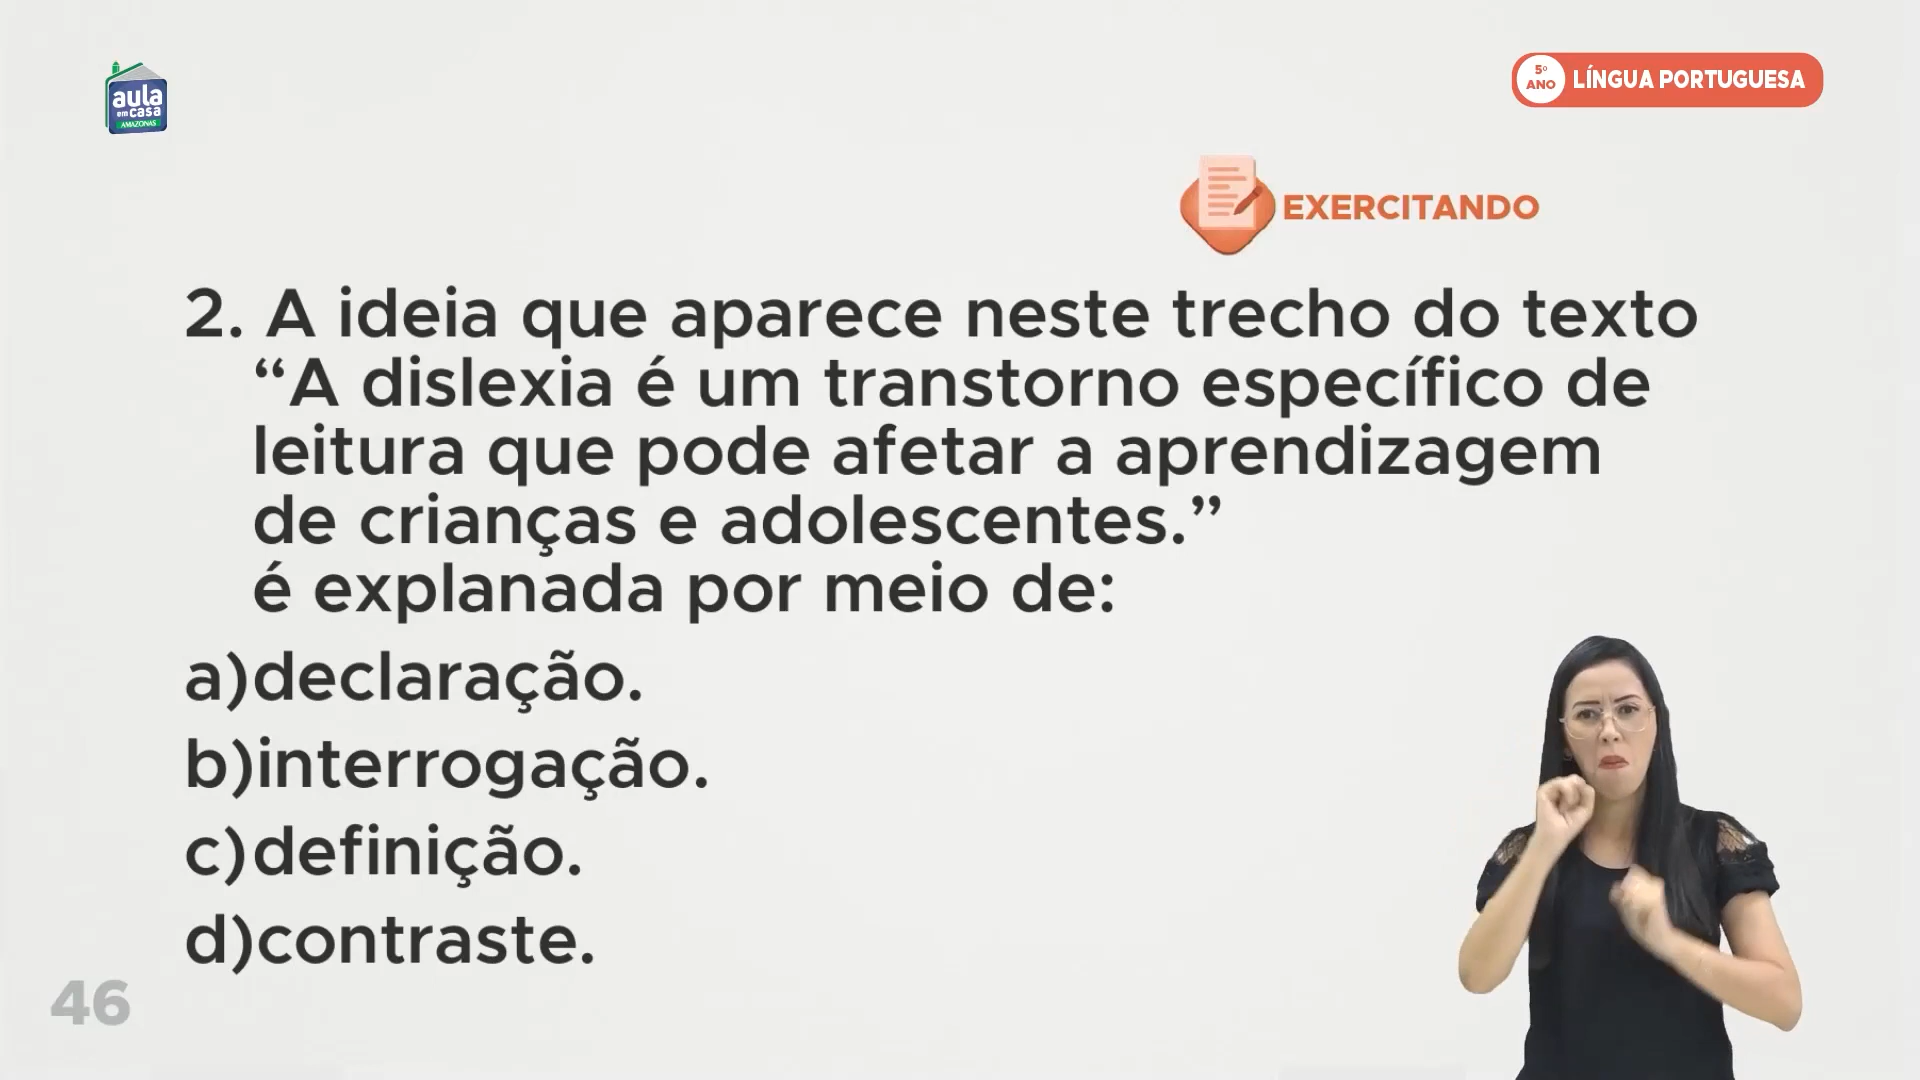 aula
em casa
AMAZONAS
5º
ANO
LÍNGUA PORTUGUESA
EXERCITANDO
2. A ideia que aparece neste trecho do texto
“A dislexia é um transtorno específico de
leitura que pode afetar a aprendizagem
de crianças e adolescentes.”
é explanada por meio de:
a)declaração.
b)interrogação.
c)definição.
d)contraste.
46